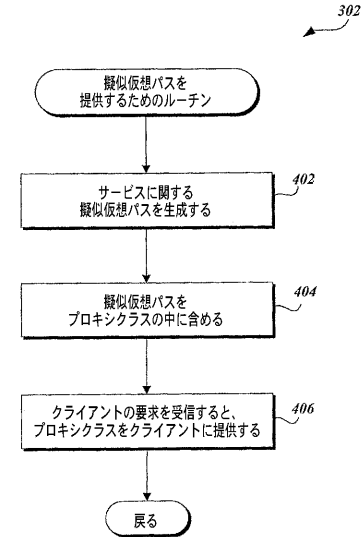 302
擬似仮想パスを
提供するためのルーチン
402
サービスに関する
擬似仮想パスを生成する
404
擬似仮想パスを
プロキシクラスの中に含める
406
クライアントの要求を受信すると、
プロキシクラスをクライアントに提供する
戻る